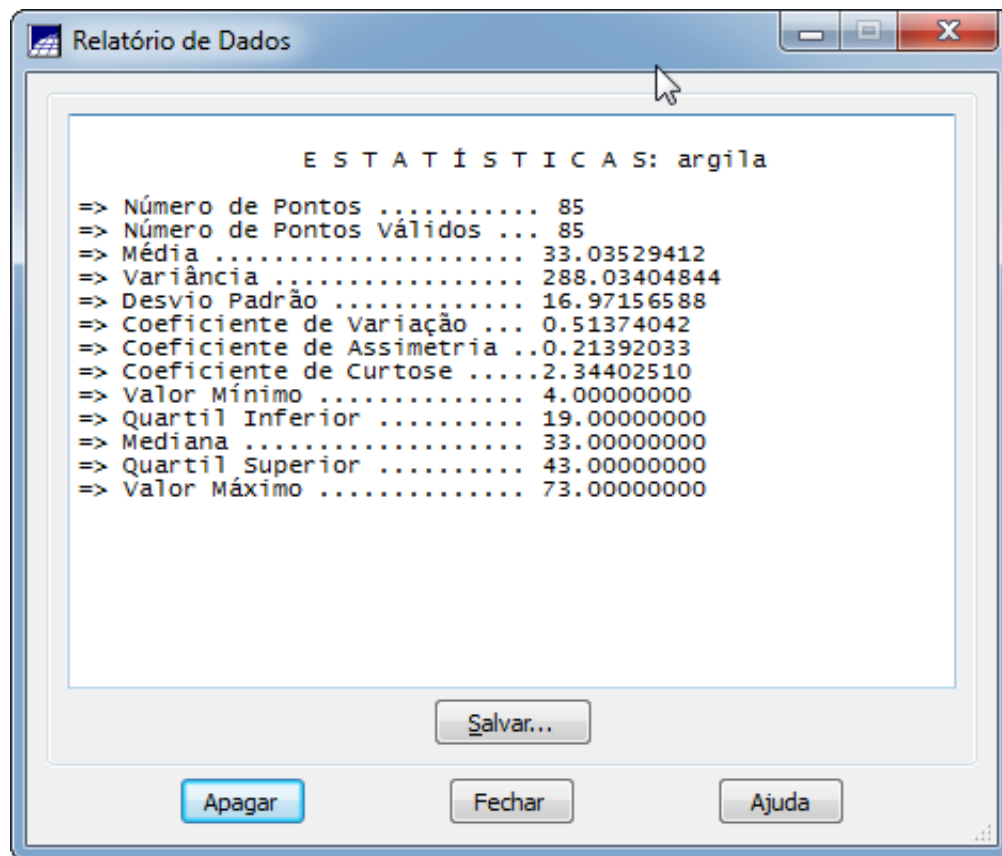 Relatório de Dados
E S T A T Í S T I C A S: argila
=> Número de Pontos ........... 85
=> Número de Pontos Válidos ... 85
=> Média ..................... 33.03529412
=> Variância ................. 288.03404844
=> Desvio Padrão ............. 16.97156588
=> Coeficiente de Variação ... 0.51374042
=> Coeficiente de Assimetria ..0.21392033
=> Coeficiente de Curtose .....2.34402510
=> Valor Mínimo .............. 4.00000000
=> Quartil Inferior .......... 19.00000000
=> Mediana ................... 33.00000000
=> Quartil Superior .......... 43.00000000
=> Valor Máximo .............. 73.00000000
Salvar...
Apagar Fechar Ajuda